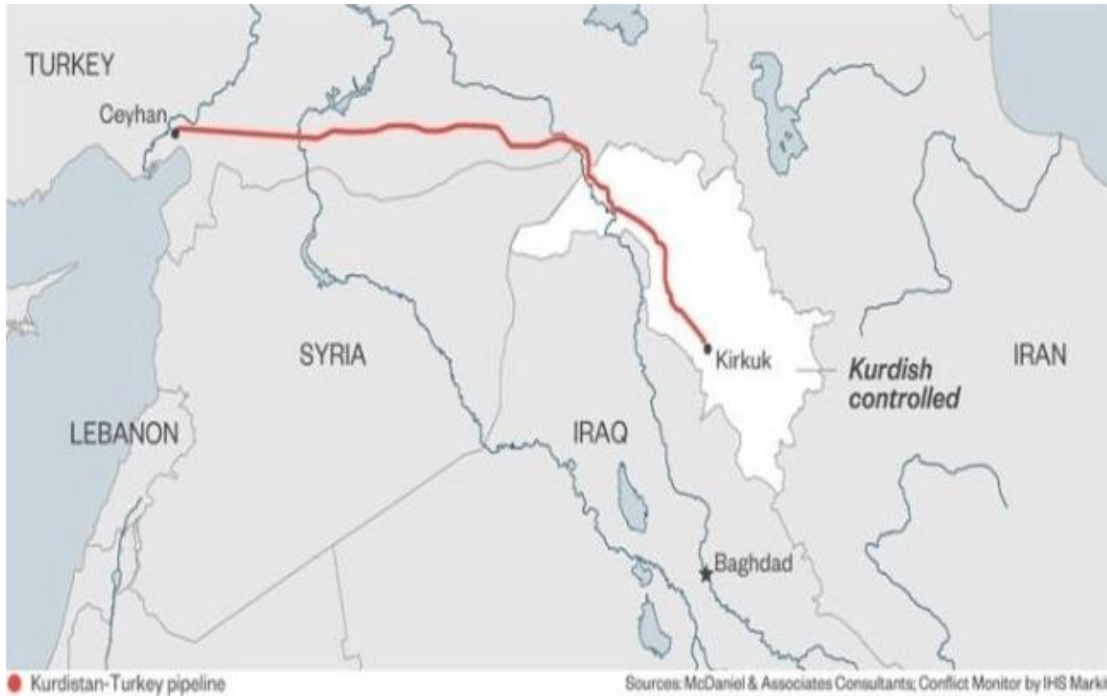 TURKEY
Ceyhan
SYRIA
Kirkuk
Kurdish
controlled
IRAN
LEBANON
IRAQ
Baghdad
Kurdistan-Turkey pipeline
Sources: McDaniel & Associates Consultants; Conflict Monitor by IHS Markit